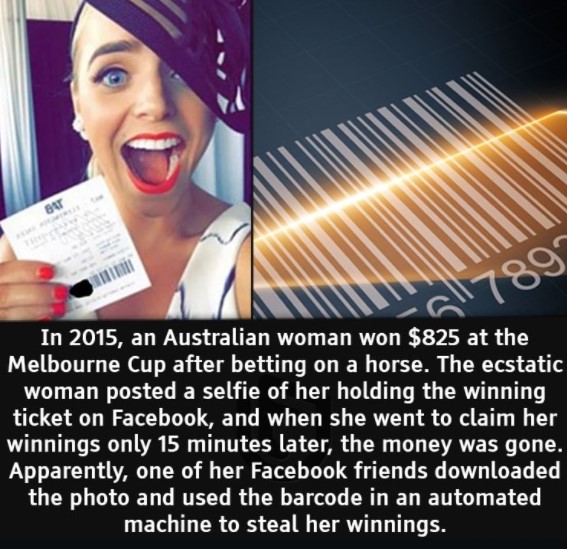 6 789
In 2015, an Australian woman won $825 at the
Melbourne Cup after betting on a horse. The ecstatic
woman posted a selfie of her holding the winning
ticket on Facebook, and when she went to claim her
winnings only 15 minutes later, the money was gone.
Apparently, one of her Facebook friends downloaded
the photo and used the barcode in an automated
machine to steal her winnings.